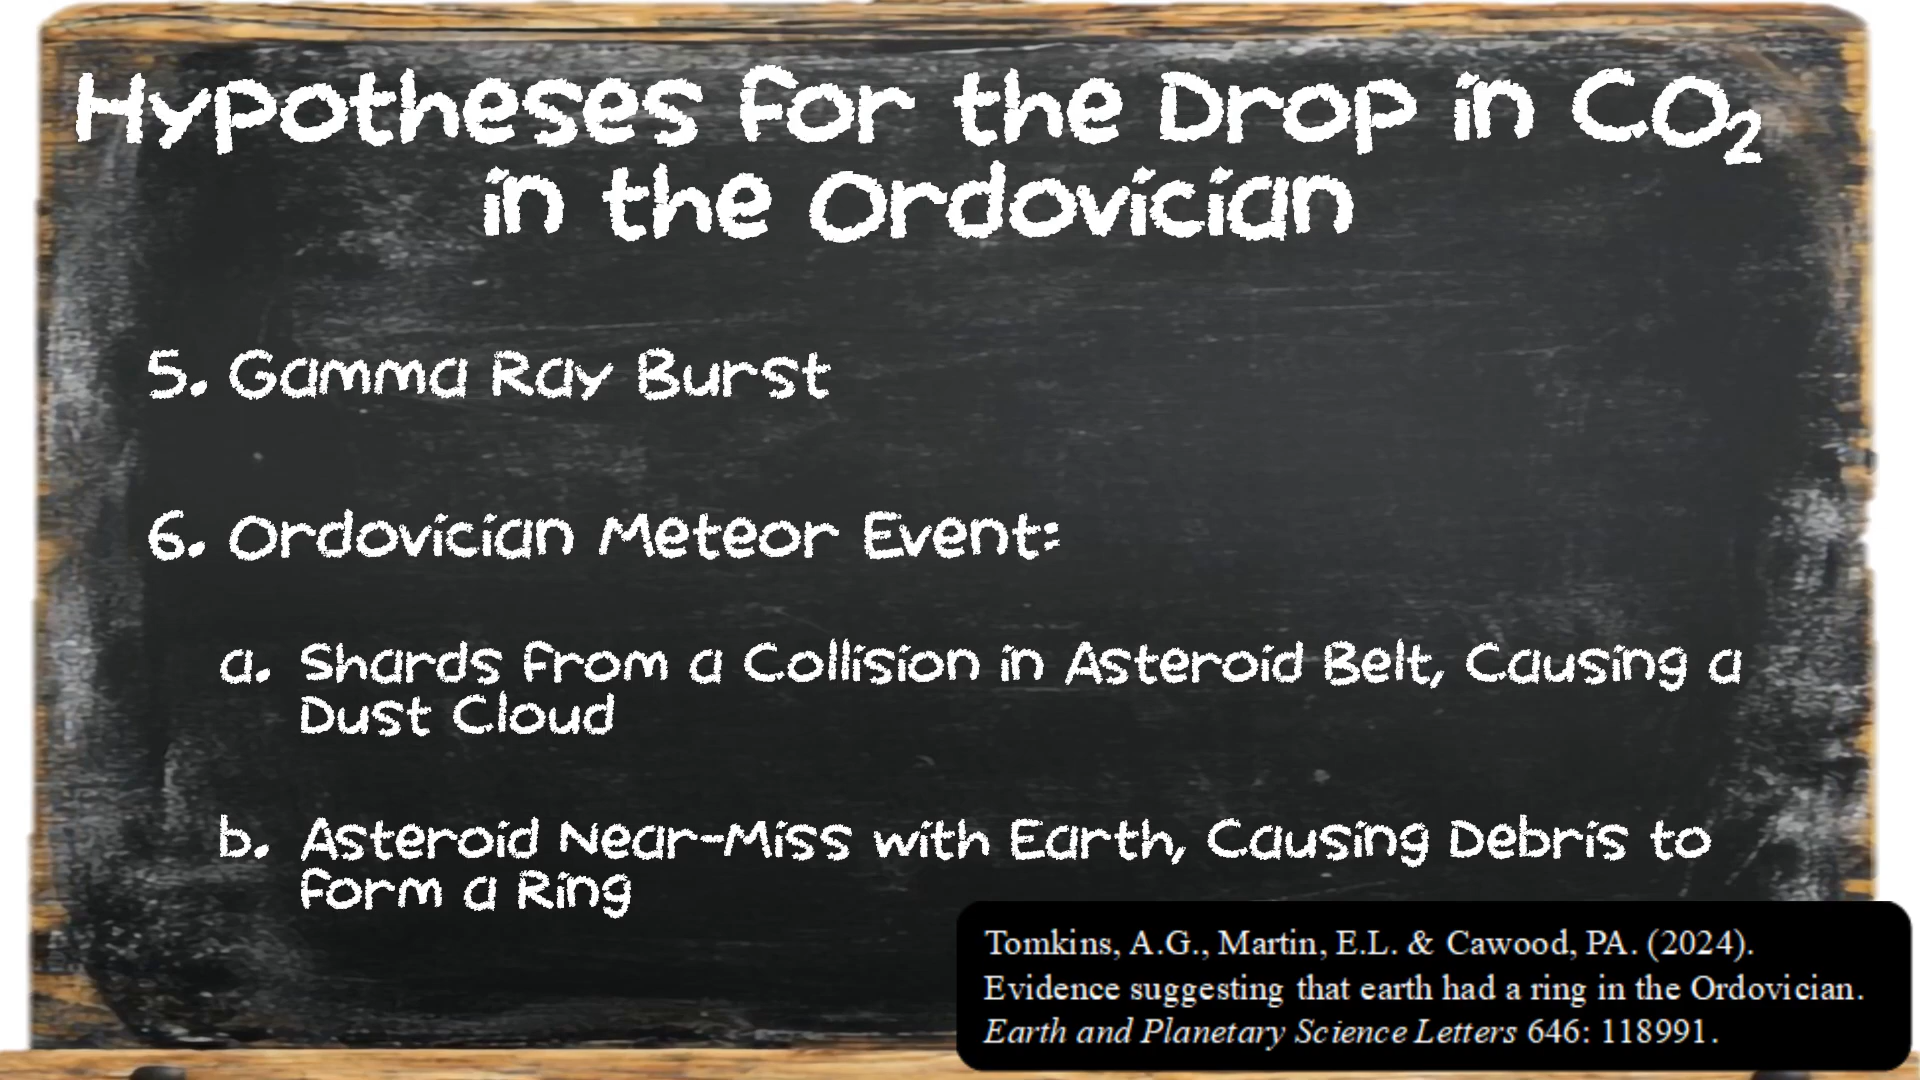 Hypotheses for the Drop in CO₂
in the Ordovician
5. Gamma Ray Burst
6. Ordovician Meteor Event:
a. Shards from a Collision in Asteroid Belt, Causing a
Dust Cloud
b. Asteroid Near-Miss with Earth, Causing Debris to
form a Ring
Tomkins, A.G., Martin, E.L. & Cawood, PA. (2024).
Evidence suggesting that earth had a ring in the Ordovician.
Earth and Planetary Science Letters 646: 118991.